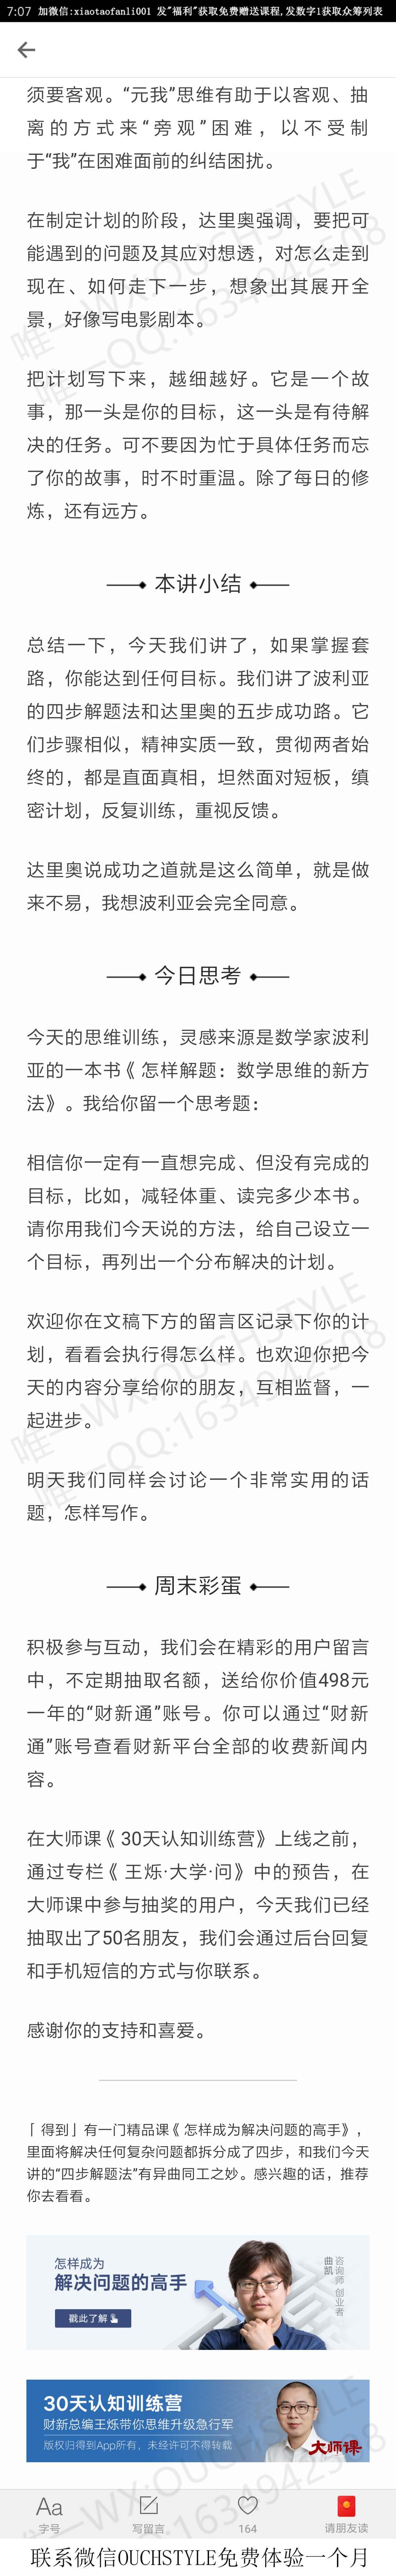 7:07 加微信:xiaotaofanli001 发"福利"获取免费赠送课程,发数字1获取众筹列表
须要客观。“元我”思维有助于以客观、抽
离的方式来“旁观”困难，以不受制
于“我”在困难面前的纠结困扰。
在制定计划的阶段，达里奥强调，要把可
能遇到的问题及其应对想透，对怎么走到
现在、如何走下一步，想象出其展开全
景，好像写电影剧本。
把计划写下来，越细越好。它是一个故
事，那一头是你的目标，这一头是有待解
决的任务。可不要因为忙于具体任务而忘
了你的故事，时不时重温。除了每日的修
炼，还有远方。
本讲小结
总结一下，今天我们讲了，如果掌握套
路，你能达到任何目标。我们讲了波利亚
的四步解题法和达里奥的五步成功路。它
们步骤相似，精神实质一致，贯彻两者始
终的，都是直面真相，坦然面对短板，缜
密计划，反复训练，重视反馈。
达里奥说成功之道就是这么简单，就是做
来不易，我想波利亚会完全同意。
今日思考
今天的思维训练，灵感来源是数学家波利
亚的一本书《怎样解题：数学思维的新方
法》。我给你留一个思考题：
相信你一定有一直想完成、但没有完成的
目标，比如，减轻体重、读完多少本书。
请你用我们今天说的方法，给自己设立一
个目标，再列出一个分布解决的计划。
欢迎你在文稿下方的留言区记录下你的计
划，看看会执行得怎么样。也欢迎你把今
天的内容分享给你的朋友，互相监督，一
起进步。
明天我们同样会讨论一个非常实用的话
题，怎样写作。
周末彩蛋
积极参与互动，我们会在精彩的用户留言
中，不定期抽取名额，送给你价值498元
一年的“财新通”账号。你可以通过“财新
通”账号查看财新平台全部的收费新闻内
容。
在大师课《30天认知训练营》上线之前，
通过专栏《王烁·大学·问》中的预告，在
大师课中参与抽奖的用户，今天我们已经
抽取出了50名朋友，我们会通过后台回复
和手机短信的方式与你联系。
感谢你的支持和喜爱。
「得到」有一门精品课《怎样成为解决问题的高手》，
里面将解决任何复杂问题都拆分成了四步，和我们今天
讲的“四步解题法”有异曲同工之妙。感兴趣的话，推荐
你去看看。
怎样成为
解决问题的高手
戳此了解
咨询师 创业者
曲凯
30天认知训练营
财新总编王烁带你思维升级急行军
版权归得到App所有，未经许可不得转载
大师课
Aa
字号
写留言
164
请朋友读
唯一WX:OUCHSTYLE
唯一QQ:1634942508
唯一WX:OUCHSTYLE
唯一QQ:1634942508
WX:OUCHSTYLE
1634942508
联系微信OUCHSTYLE免费体验一个月